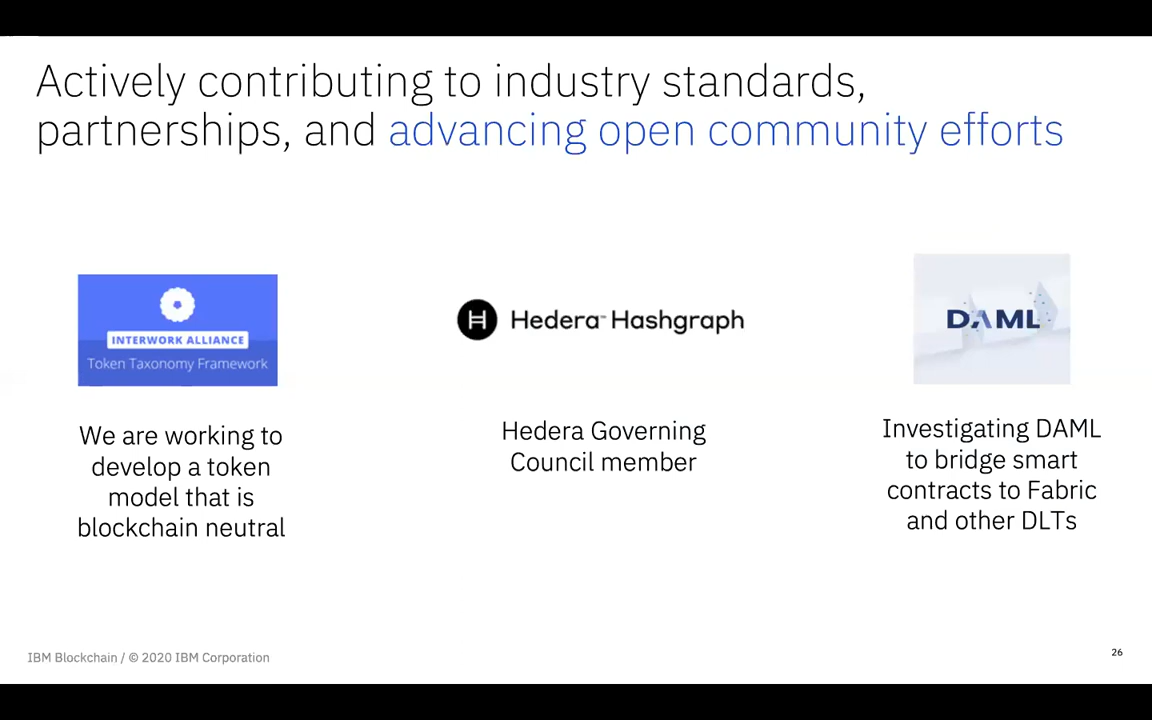 Actively contributing to industry standards,
partnerships, and advancing open community efforts
INTERWORK ALLIANCE
Token Taxonomy Framework
We are working to
develop a token
model that is
blockchain neutral
Hedera™ Hashgraph
Hedera Governing
Council member
DAML
Investigating DAML
to bridge smart
contracts to Fabric
and other DLTs
IBM Blockchain / © 2020 IBM Corporation
26